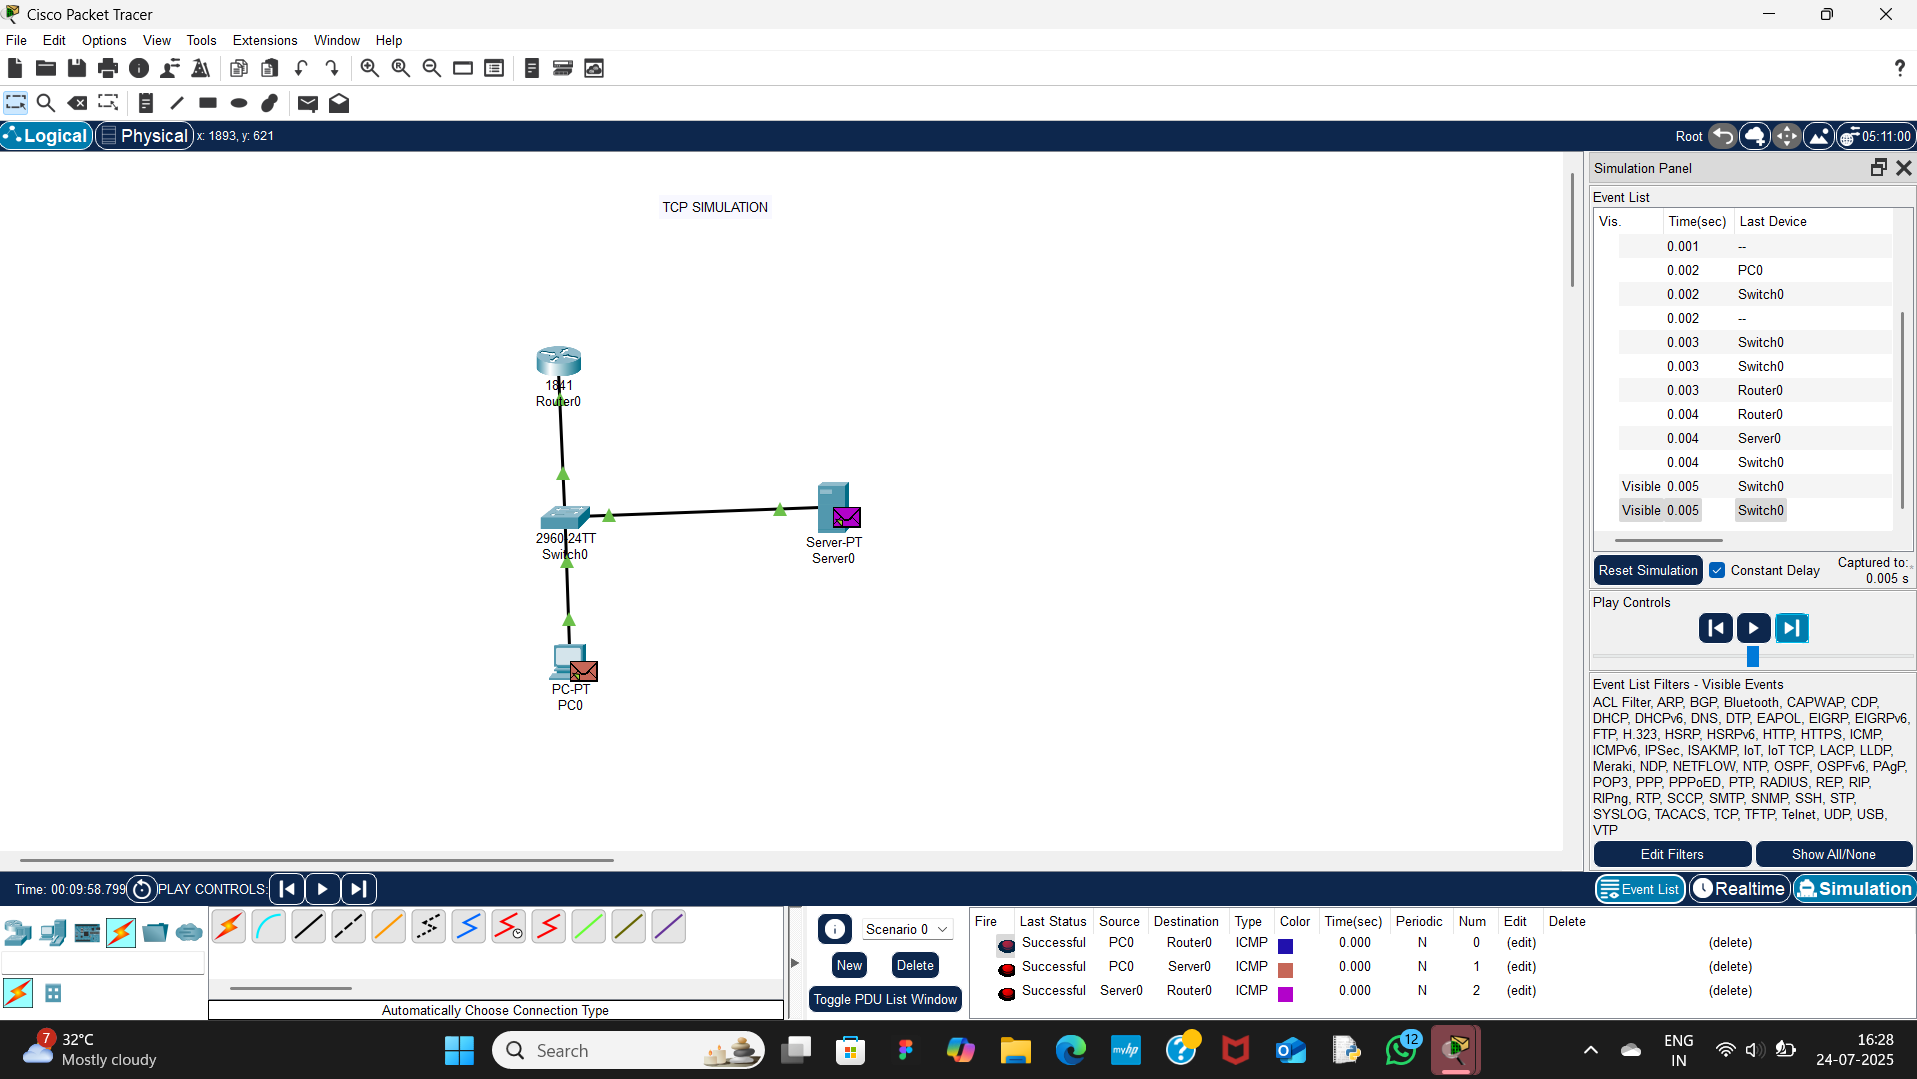 Cisco Packet Tracer
File Edit Options View Tools Extensions Window Help
?
Logical Physical x: 1893, y: 621
Root 05:11:00
TCP SIMULATION
1841
Router0
2960-24TT
Switch0
Server-PT
Server0
PC-PT
PC0
Simulation Panel
Event List
Vis. Time(sec) Last Device
0.001 --
0.002 PC0
0.002 Switch0
0.002 --
0.003 Switch0
0.003 Switch0
0.003 Router0
0.004 Router0
0.004 Server0
0.004 Switch0
Visible 0.005 Switch0
Visible 0.005 Switch0
Reset Simulation Constant Delay Captured to:
0.005 s
Play Controls
Event List Filters - Visible Events
ACL Filter, ARP, BGP, Bluetooth, CAPWAP, CDP,
DHCP, DHCPv6, DNS, DTP, EAPOL, EIGRP, EIGRPv6,
FTP, H.323, HSRP, HSRPv6, HTTP, HTTPS, ICMP,
ICMPv6, IPSec, ISAKMP, IoT, IoT TCP, LACP, LLDP,
Meraki, NDP, NETFLOW, NTP, OSPF, OSPFv6, PAgP,
POP3, PPP, PPPoED, PTP, RADIUS, REP, RIP,
RIPng, RTP, SCCP, SMTP, SNMP, SSH, STP,
SYSLOG, TACACS, TCP, TFTP, Telnet, UDP, USB,
VTP
Edit Filters Show All/None
Time: 00:09:58.799 PLAY CONTROLS:
Event List Realtime Simulation
Automatically Choose Connection Type
Scenario 0
New Delete
Toggle PDU List Window
Fire Last Status Source Destination Type Color Time(sec) Periodic Num Edit Delete
Successful PC0 Router0 ICMP 0.000 N 0 (edit) (delete)
Successful PC0 Server0 ICMP 0.000 N 1 (edit) (delete)
Successful Server0 Router0 ICMP 0.000 N 2 (edit) (delete)
7
32°C
Mostly cloudy
Search
myhp
12
ENG
IN
16:28
24-07-2025